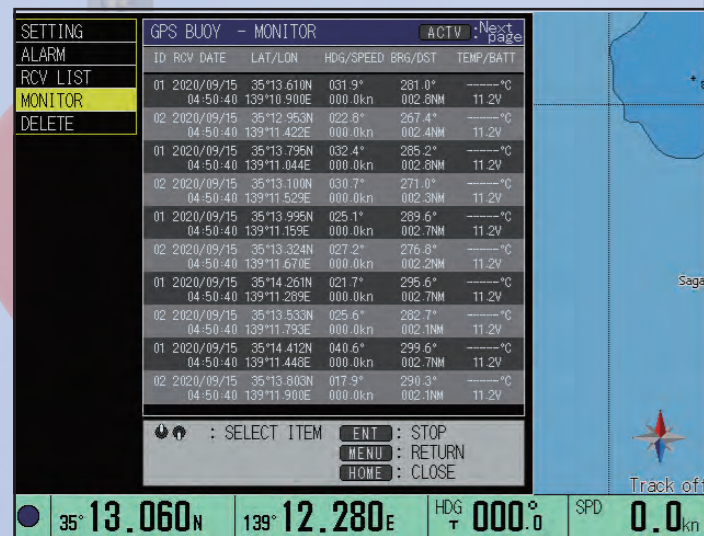 SETTING
ALARM
RCV LIST
MONITOR
DELETE
GPS BUOY - MONITOR
ACTV : Next page
ID RCV DATE LAT/LON HDG/SPEED BRG/DST TEMP/BATT
01 2020/09/15 35°13.610N 031.9° 281.0° -----°C
04:50:40 139°10.900E 000.0kn 002.8NM 11.2V
02 2020/09/15 35°12.953N 022.8° 267.4° -----°C
04:50:40 139°11.422E 000.0kn 002.4NM 11.2V
01 2020/09/15 35°13.795N 032.4° 285.2° -----°C
04:50:40 139°11.044E 000.0kn 002.8NM 11.2V
02 2020/09/15 35°13.100N 030.7° 271.0° -----°C
04:50:40 139°11.529E 000.0kn 002.3NM 11.2V
01 2020/09/15 35°13.995N 025.1° 289.6° -----°C
04:50:40 139°11.159E 000.0kn 002.7NM 11.2V
02 2020/09/15 35°13.324N 027.2° 276.8° -----°C
04:50:40 139°11.670E 000.0kn 002.2NM 11.2V
01 2020/09/15 35°14.261N 021.7° 295.6° -----°C
04:50:40 139°11.289E 000.0kn 002.7NM 11.2V
02 2020/09/15 35°13.533N 025.6° 282.7° -----°C
04:50:40 139°11.793E 000.0kn 002.1NM 11.2V
01 2020/09/15 35°14.412N 040.6° 299.6° -----°C
04:50:40 139°11.448E 000.0kn 002.7NM 11.2V
02 2020/09/15 35°13.803N 017.9° 290.3° -----°C
04:50:40 139°11.900E 000.0kn 002.1NM 11.2V
: SELECT ITEM
ENT : STOP
MENU : RETURN
HOME : CLOSE
Saga
Track off
35°13.060N 139°12.280E HDG T 000.0° SPD 0.0kn